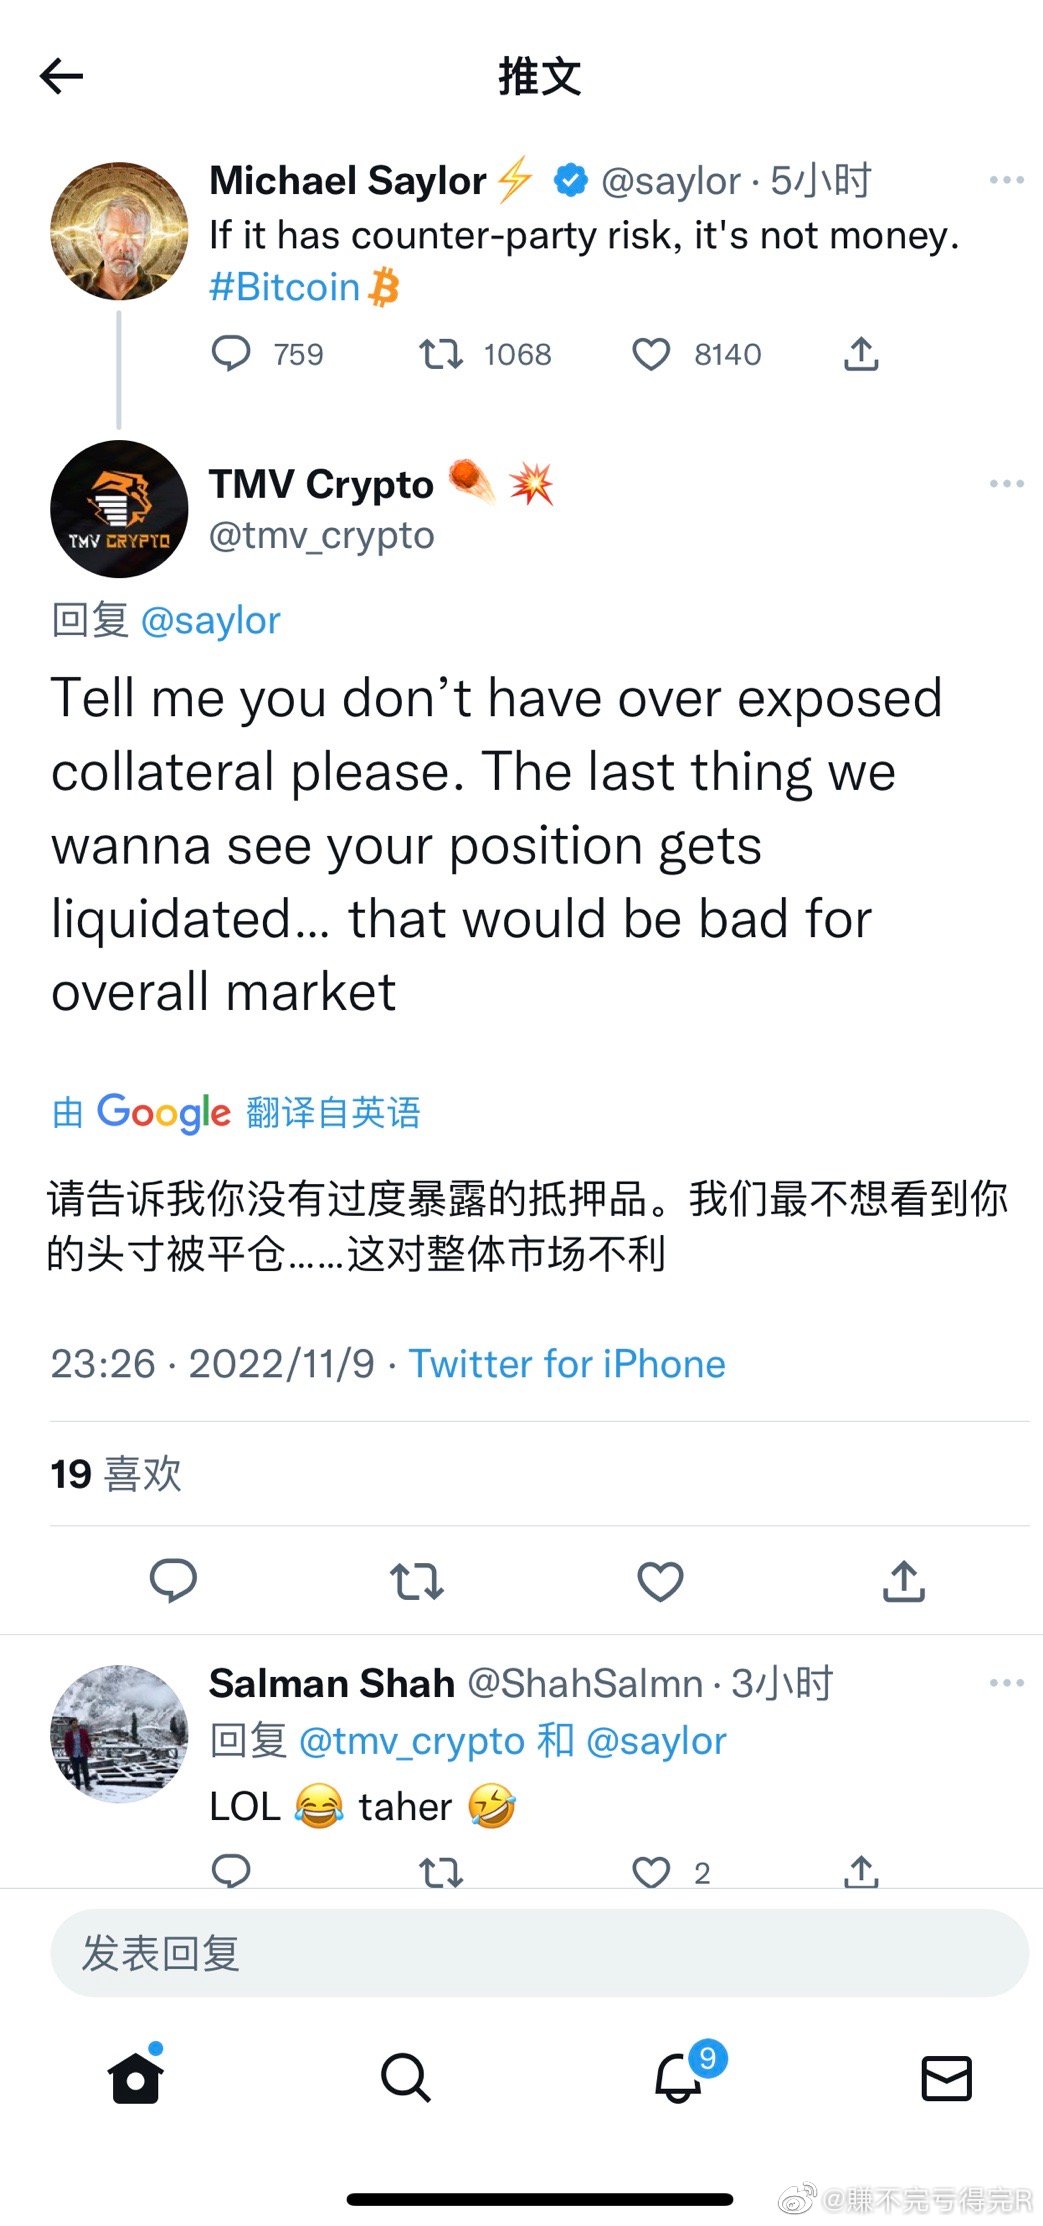 推文
Michael Saylor⚡ @saylor · 5小时
If it has counter-party risk, it's not money.
#Bitcoin
759 1068 8140
TMV Crypto ☄️ 💥
@tmv_crypto
TMV CRYPTO
回复 @saylor
Tell me you don’t have over exposed
collateral please. The last thing we
wanna see your position gets
liquidated... that would be bad for
overall market
由 Google 翻译自英语
请告诉我你没有过度暴露的抵押品。我们最不想看到你
的头寸被平仓......这对整体市场不利
23:26 · 2022/11/9 · Twitter for iPhone
19 喜欢
Salman Shah @ShahSalmn · 3小时
回复 @tmv_crypto 和 @saylor
LOL 😂 taher 🤣
2
发表回复
9
@賺不完亏得完R